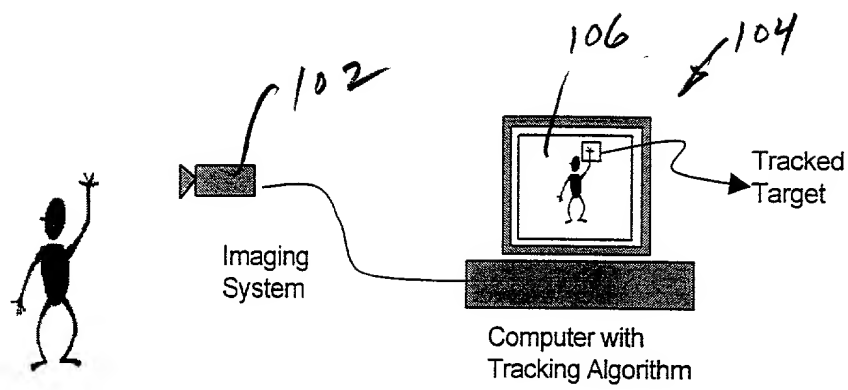 106
104
102
Tracked
Target
Imaging
System
Computer with
Tracking Algorithm